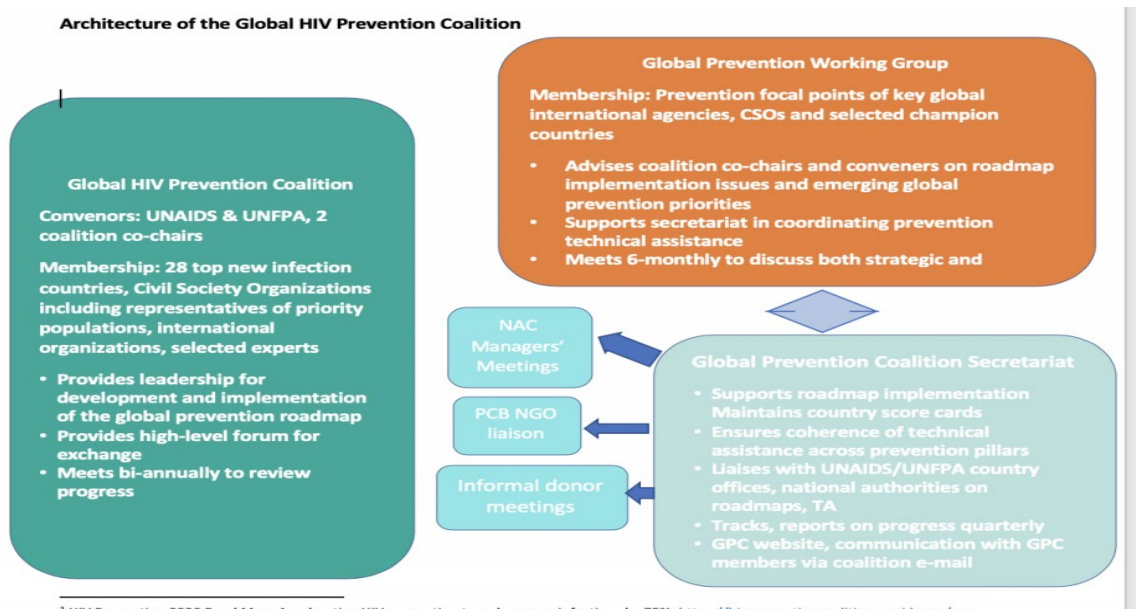 Architecture of the Global HIV Prevention Coalition
Global HIV Prevention Coalition
Convenors: UNAIDS & UNFPA, 2
coalition co-chairs
Membership: 28 top new infection
countries, Civil Society Organizations
including representatives of priority
populations, international
organizations, selected experts
• Provides leadership for
development and implementation
of the global prevention roadmap
• Provides high-level forum for
exchange
• Meets bi-annually to review
progress
Global Prevention Working Group
Membership: Prevention focal points of key global
international agencies, CSOs and selected champion
countries
• Advises coalition co-chairs and conveners on roadmap
implementation issues and emerging global
prevention priorities
• Supports secretariat in coordinating prevention
technical assistance
• Meets 6-monthly to discuss both strategic and
NAC
Managers’
Meetings
PCB NGO
liaison
Informal donor
meetings
Global Prevention Coalition Secretariat
• Supports roadmap implementation
Maintains country score cards
• Ensures coherence of technical
assistance across prevention pillars
• Liaises with UNAIDS/UNFPA country
offices, national authorities on
roadmaps, TA
• Tracks, reports on progress quarterly
• GPC website, communication with GPC
members via coalition e-mail